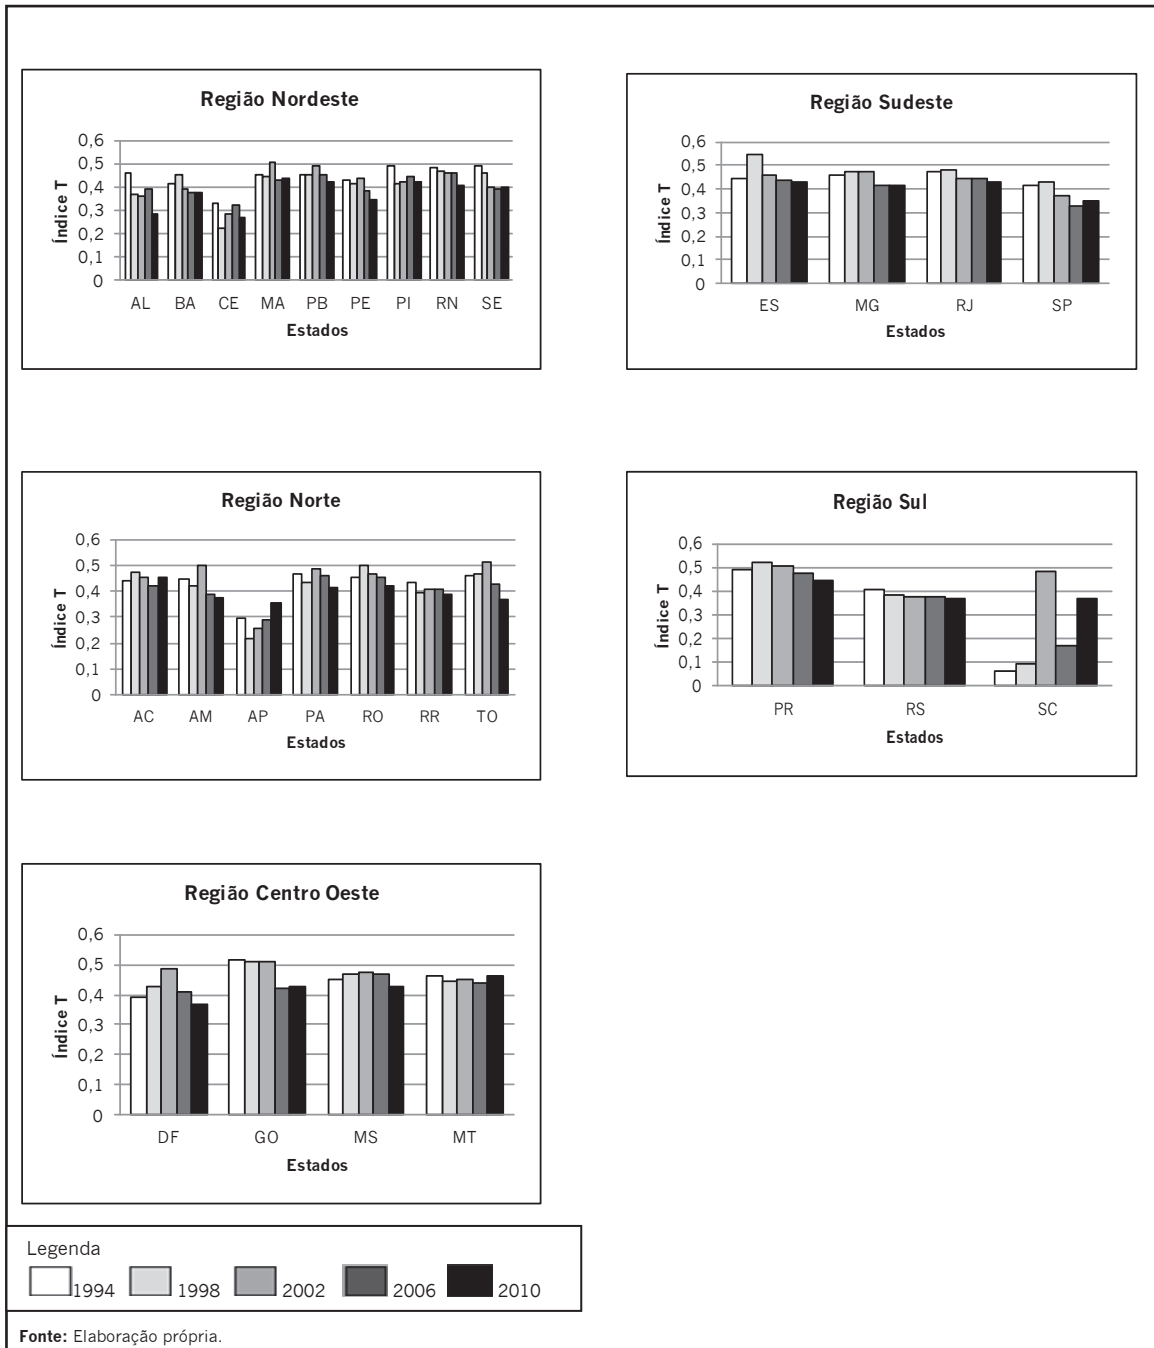 Região Nordeste
Índice T
0,6
0,5
0,4
0,3
0,2
0,1
0
AL BA CE MA PB PE PI RN SE
Estados
Região Sudeste
Índice T
0,6
0,5
0,4
0,3
0,2
0,1
0
ES MG RJ SP
Estados
Região Norte
Índice T
0,6
0,5
0,4
0,3
0,2
0,1
0
AC AM AP PA RO RR TO
Estados
Região Sul
Índice T
0,6
0,5
0,4
0,3
0,2
0,1
0
PR RS SC
Estados
Região Centro Oeste
Índice T
0,6
0,5
0,4
0,3
0,2
0,1
0
DF GO MS MT
Estados
Legenda
1994 1998 2002 2006 2010
Fonte: Elaboração própria.